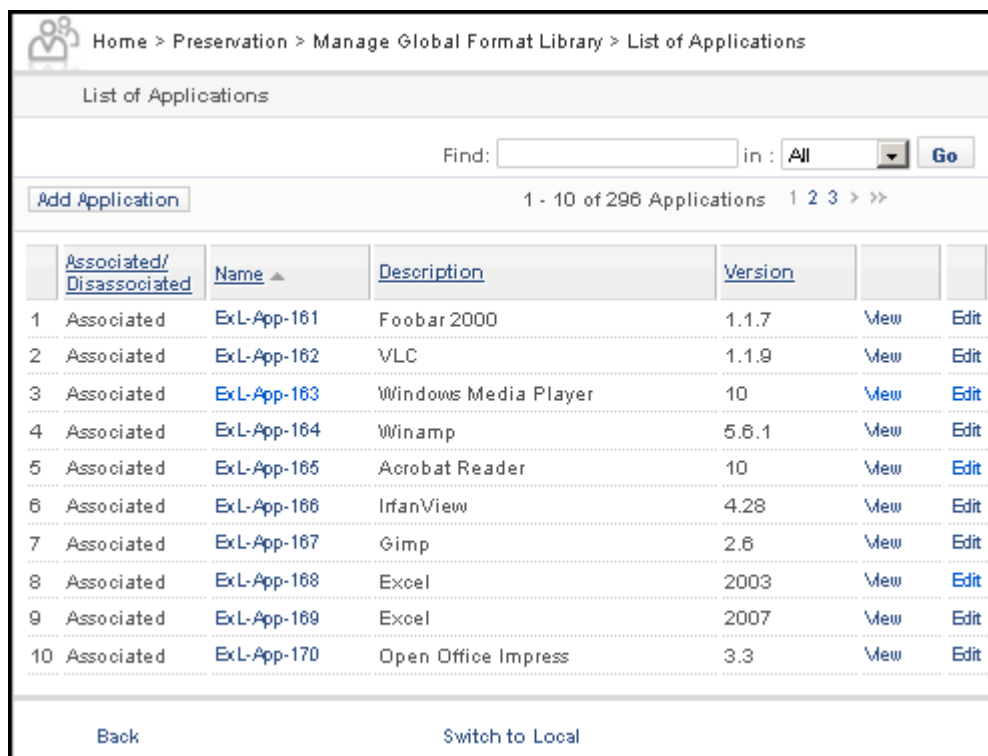 Home > Preservation > Manage Global Format Library > List of Applications
List of Applications
Find: in : All Go
Add Application 1 - 10 of 296 Applications 1 2 3 > >>
Associated/
Disassociated Name Description Version
1 Associated ExL-App-161 Foobar 2000 1.1.7 View Edit
2 Associated ExL-App-162 VLC 1.1.9 View Edit
3 Associated ExL-App-163 Windows Media Player 10 View Edit
4 Associated ExL-App-164 Winamp 5.6.1 View Edit
5 Associated ExL-App-165 Acrobat Reader 10 View Edit
6 Associated ExL-App-166 IrfanView 4.28 View Edit
7 Associated ExL-App-167 Gimp 2.6 View Edit
8 Associated ExL-App-168 Excel 2003 View Edit
9 Associated ExL-App-169 Excel 2007 View Edit
10 Associated ExL-App-170 Open Office Impress 3.3 View Edit
Back Switch to Local